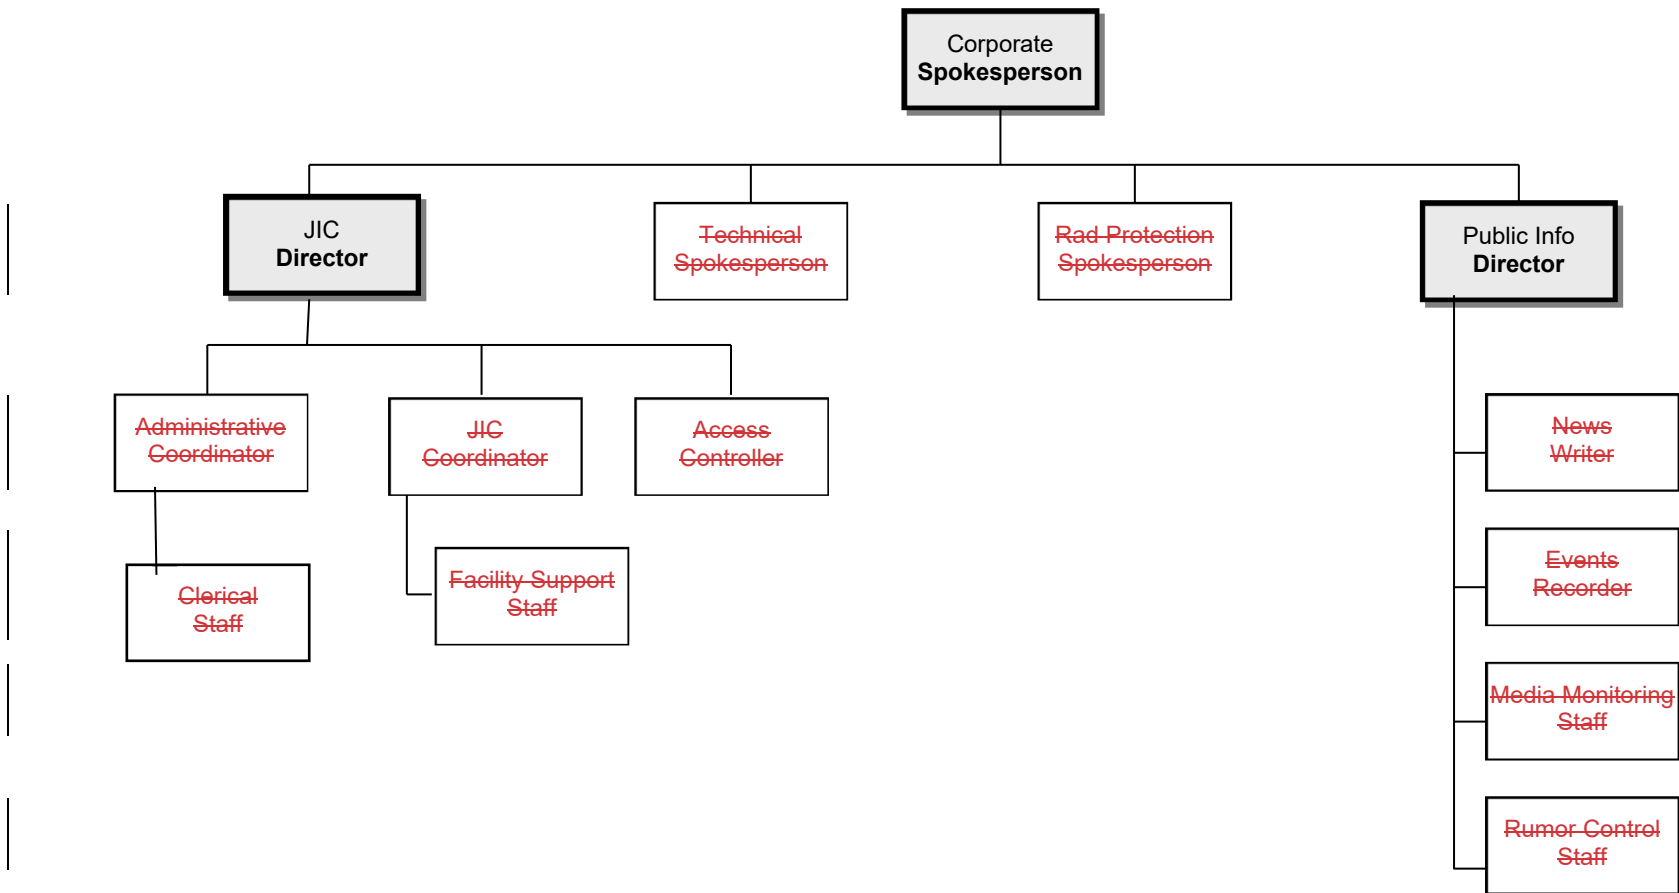 Corporate
Spokesperson
JIC
Director
Technical
Spokesperson
Rad Protection
Spokesperson
Public Info
Director
Administrative
Coordinator
JIC
Coordinator
Access
Controller
News
Writer
Clerical
Staff
Facility Support
Staff
Events
Recorder
Media Monitoring
Staff
Rumor Control
Staff